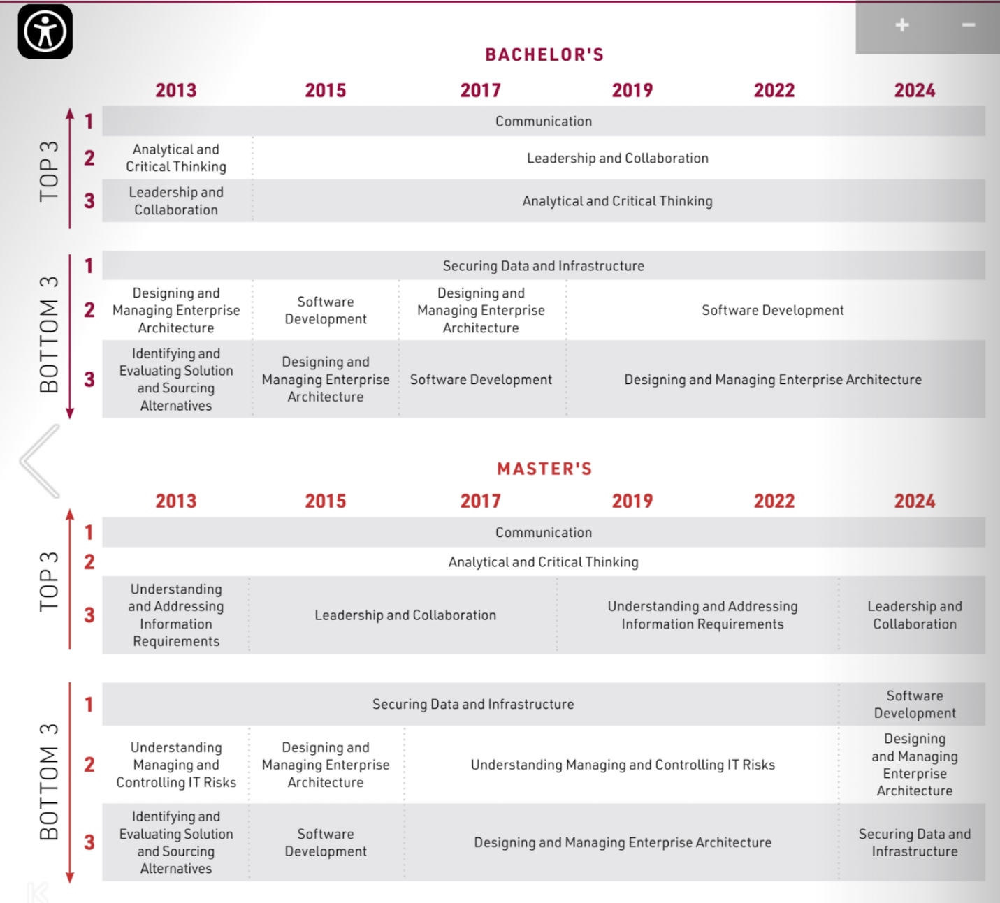 + −
BACHELOR'S
2013 2015 2017 2019 2022 2024
TOP 3
1 Communication
2 Analytical and
Critical Thinking
Leadership and Collaboration
3 Leadership and
Collaboration
Analytical and Critical Thinking
BOTTOM 3
1 Securing Data and Infrastructure
2 Designing and
Managing Enterprise
Architecture
Software
Development
Designing and
Managing Enterprise
Architecture
Software Development
3 Identifying and
Evaluating Solution
and Sourcing
Alternatives
Designing and
Managing Enterprise
Architecture
Software Development
Designing and Managing Enterprise Architecture
MASTER'S
2013 2015 2017 2019 2022 2024
TOP 3
1 Communication
2 Analytical and Critical Thinking
3 Understanding
and Addressing
Information
Requirements
Leadership and Collaboration
Understanding and Addressing
Information Requirements
Leadership and
Collaboration
BOTTOM 3
1 Securing Data and Infrastructure
Software
Development
2 Understanding
Managing and
Controlling IT Risks
Designing and
Managing Enterprise
Architecture
Understanding Managing and Controlling IT Risks
Designing
and Managing
Enterprise
Architecture
3 Identifying and
Evaluating Solution
and Sourcing
Alternatives
Software
Development
Designing and Managing Enterprise Architecture
Securing Data and
Infrastructure